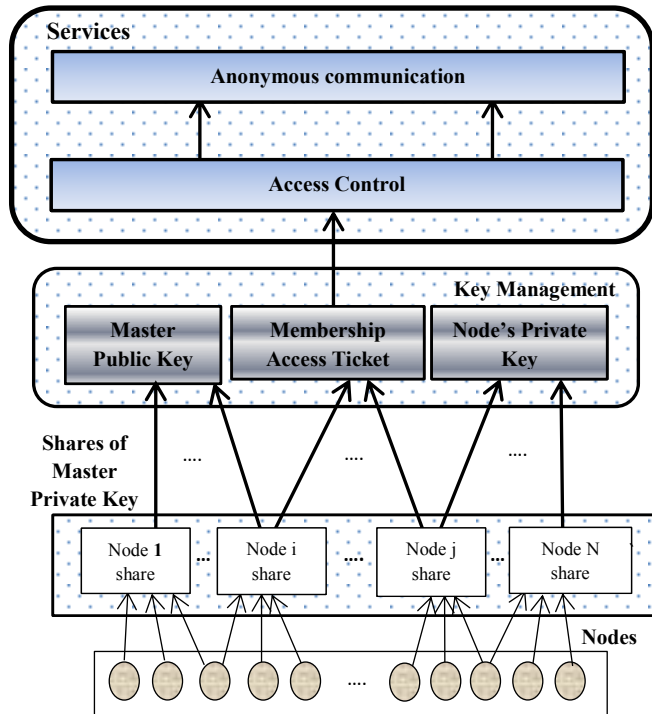 Services
Anonymous communication
Access Control
Key Management
Master
Public Key
Membership
Access Ticket
Node's Private
Key
Shares of
Master
Private Key
....
....
....
Node 1
share
...
Node i
share
....
Node j
share
...
Node N
share
Nodes
....